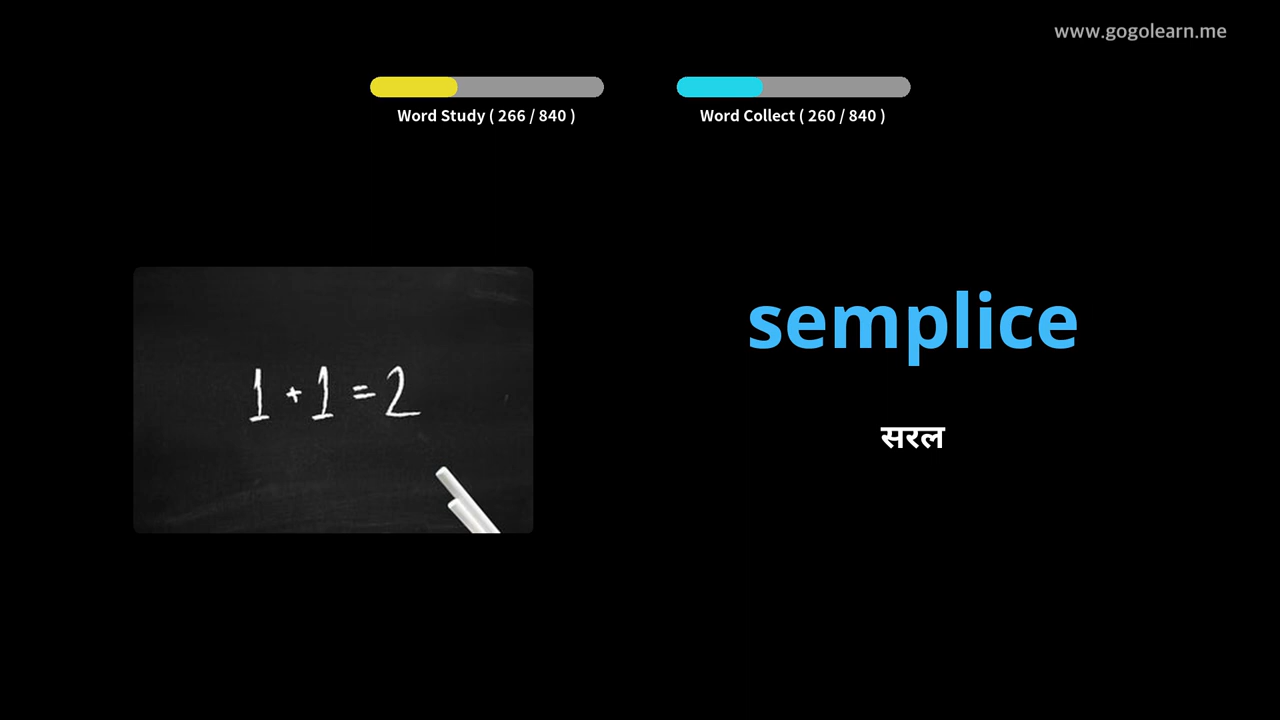 www.gogolearn.me
Word Study ( 266 / 840 )
Word Collect ( 260 / 840 )
1 + 1 = 2
semplice
सरल